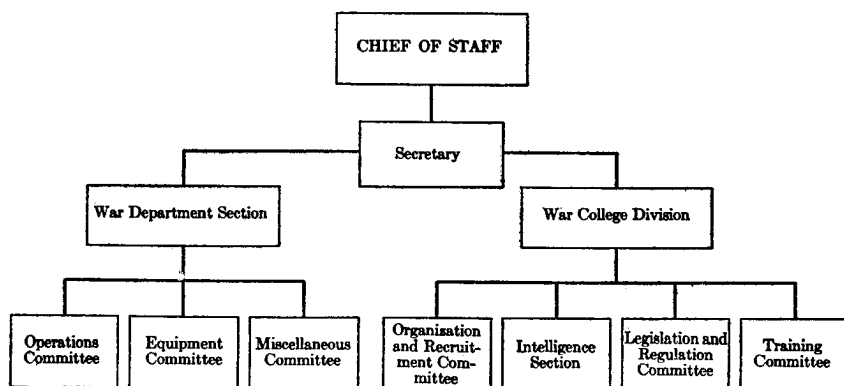 CHIEF OF STAFF
Secretary
War Department Section
War College Division
Operations
Committee
Equipment
Committee
Miscellaneous
Committee
Organization
and Recruit-
ment Com-
mittee
Intelligence
Section
Legislation and
Regulation
Committee
Training
Committee